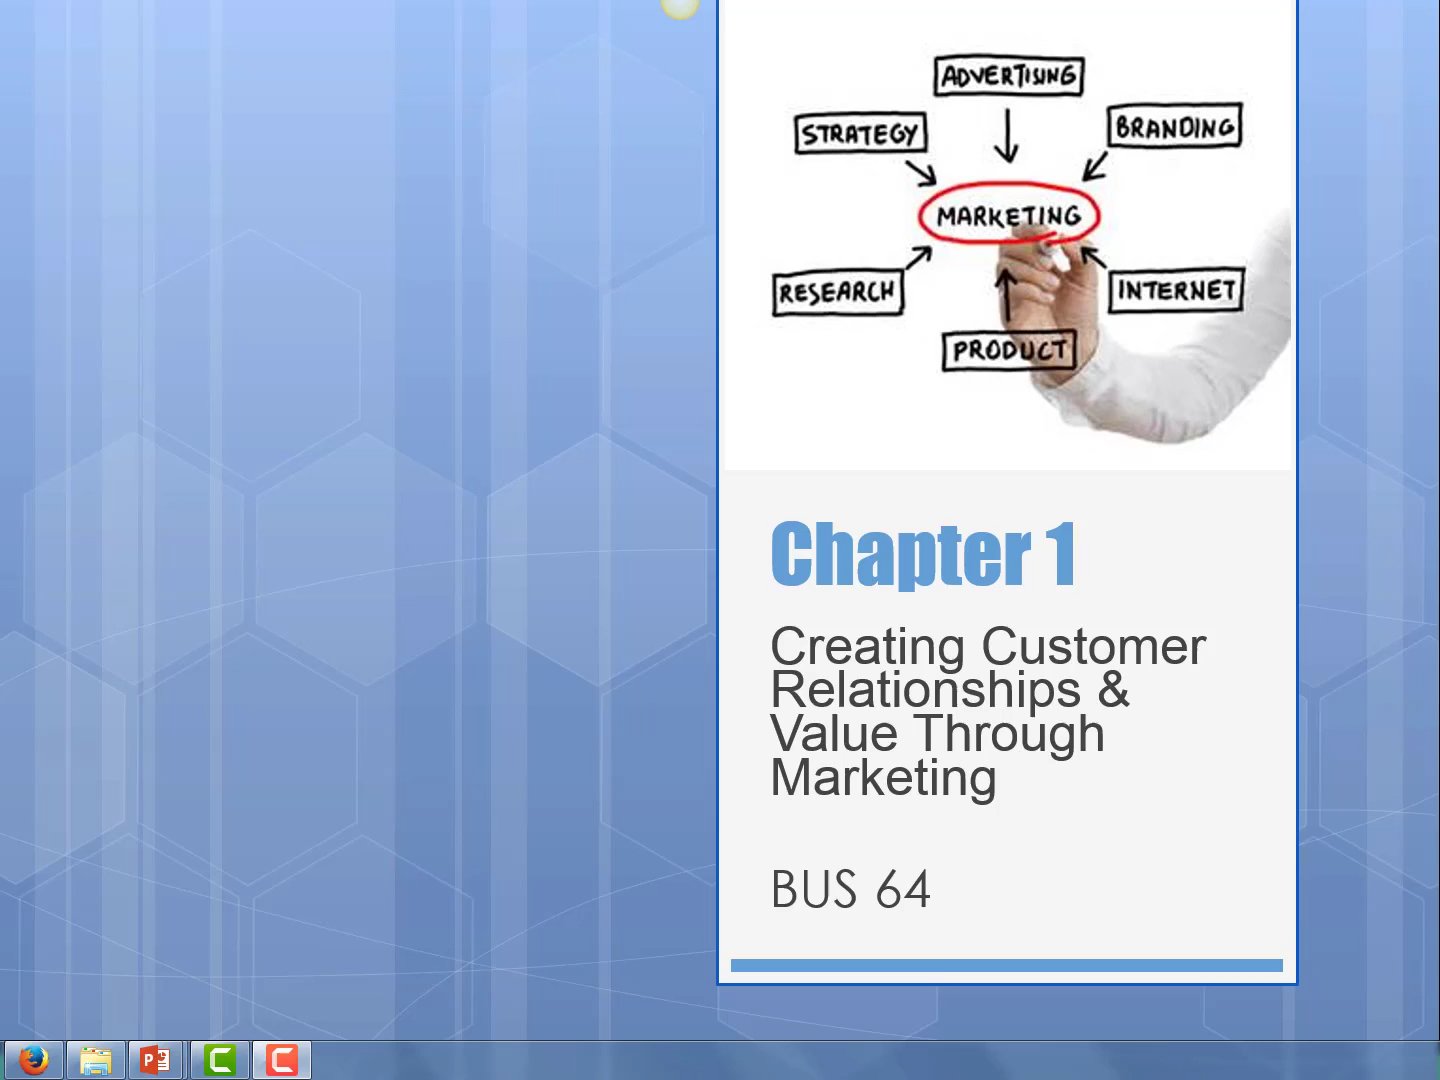 ADVERTISING
STRATEGY
BRANDING
MARKETING
RESEARCH
INTERNET
PRODUCT
Chapter 1
Creating Customer
Relationships &
Value Through
Marketing
BUS 64